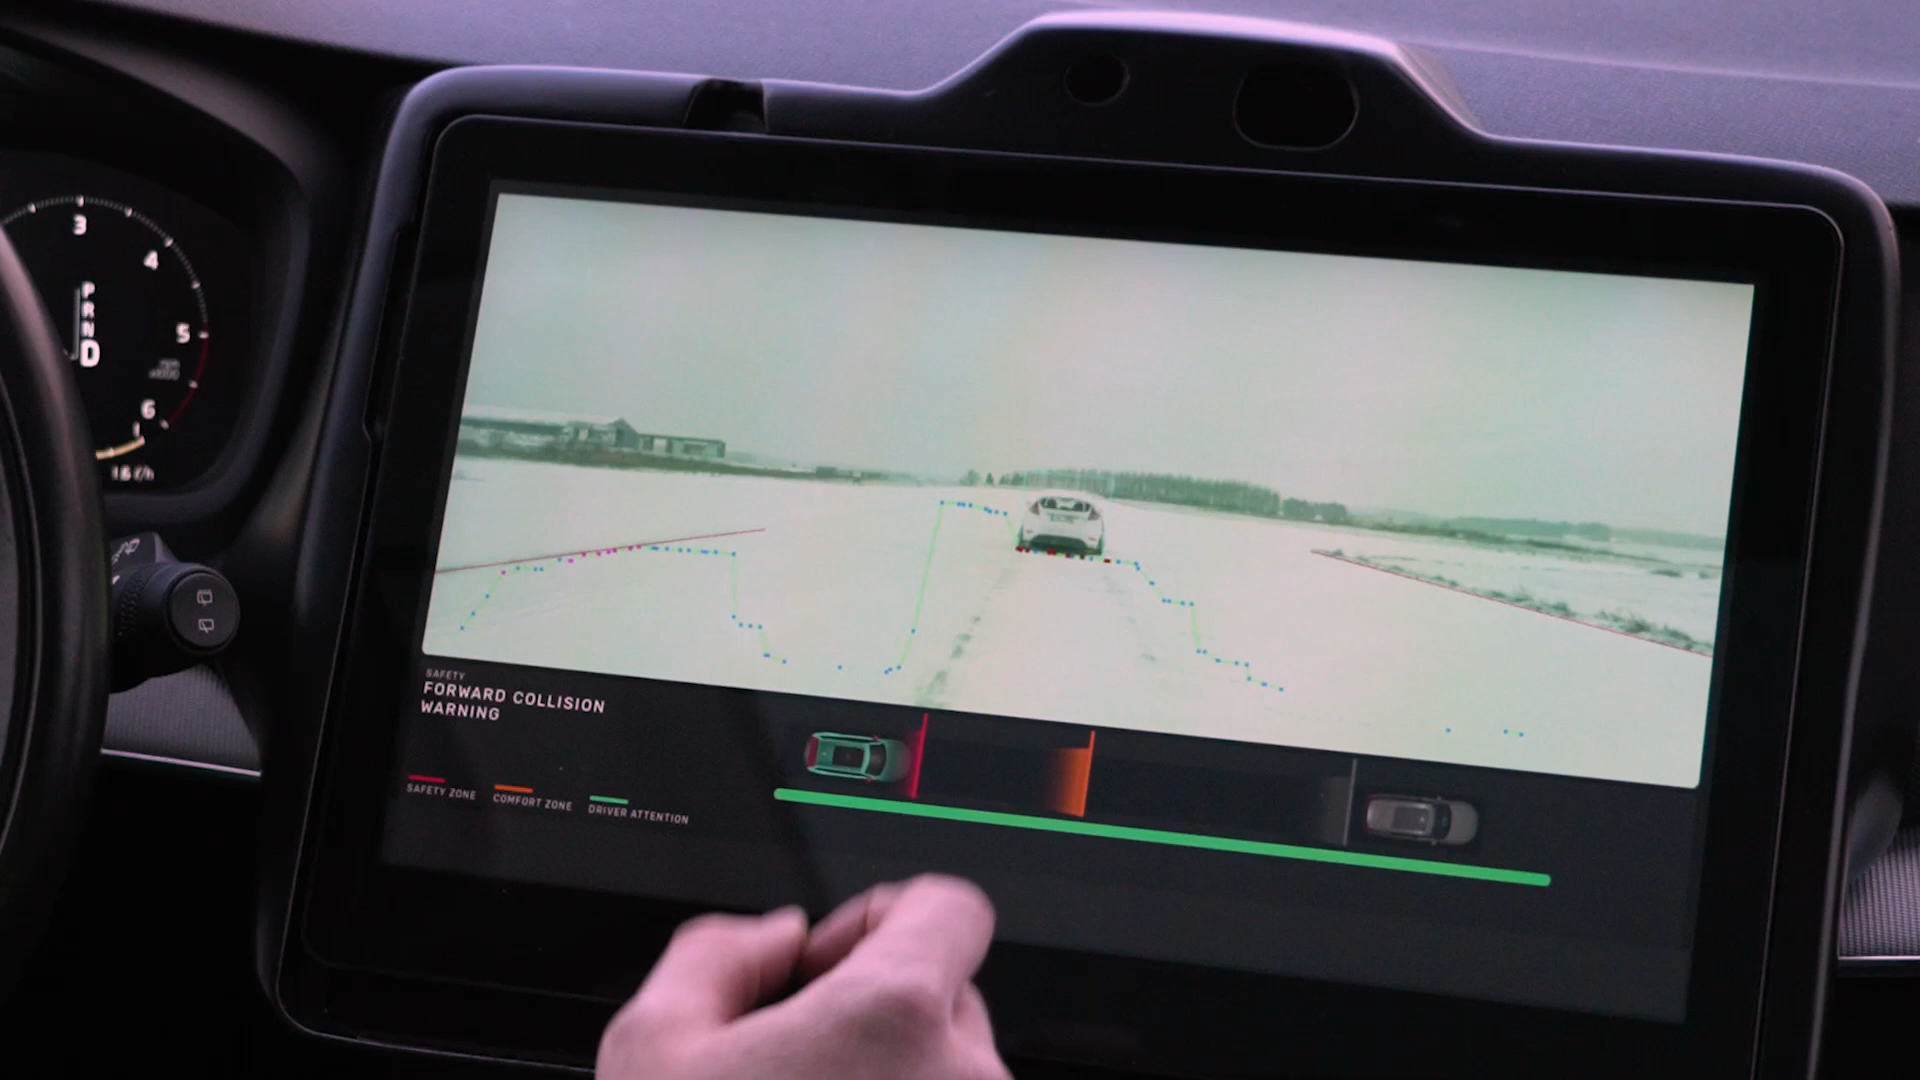 3
4
5
6
P
R
N
D
SAFETY
FORWARD COLLISION
WARNING
SAFETY ZONE
COMFORT ZONE
DRIVER ATTENTION